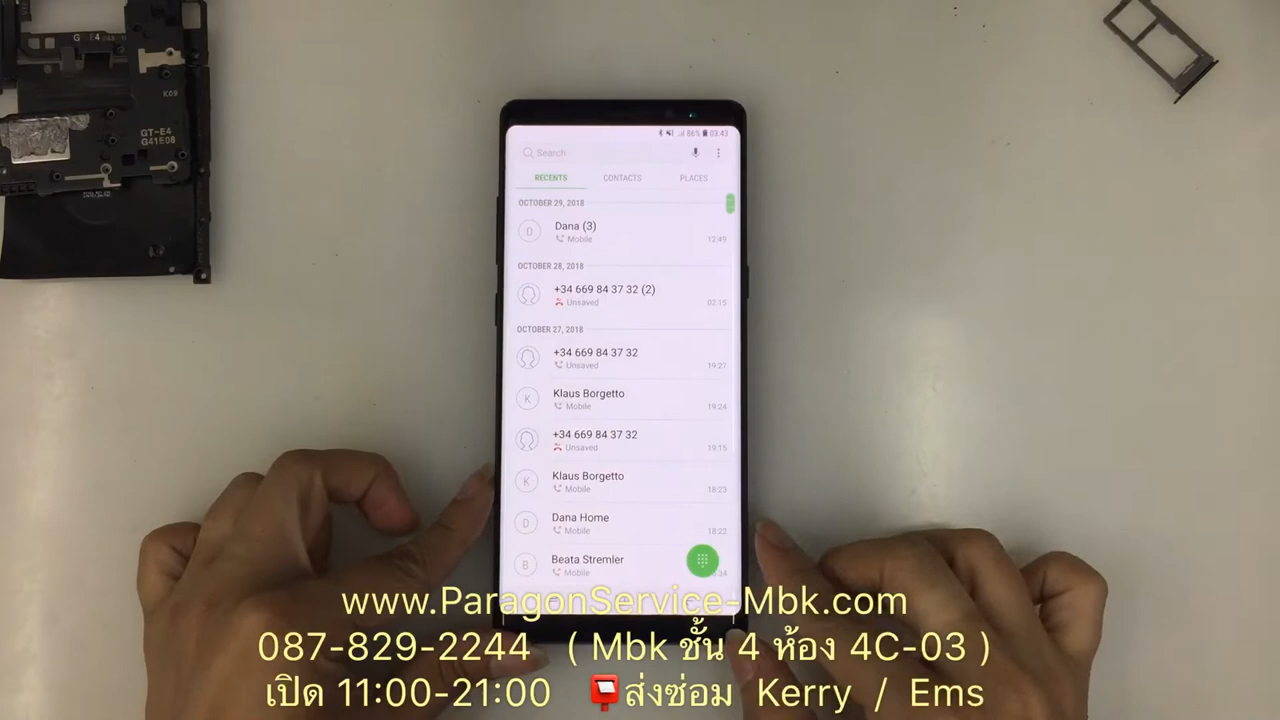 G E4
K09
GT-E4
G41E08
86% 03:43
Search
RECENTS CONTACTS PLACES
OCTOBER 29, 2018
D Dana (3)
Mobile 12:49
OCTOBER 28, 2018
+34 669 84 37 32 (2)
Unsaved 02:15
OCTOBER 27, 2018
+34 669 84 37 32
Unsaved 19:27
K Klaus Borgetto
Mobile 19:24
+34 669 84 37 32
Unsaved 19:15
K Klaus Borgetto
Mobile 18:23
D Dana Home
Mobile 18:22
B Beata Stremler
Mobile
www.ParagonService-Mbk.com
087-829-2244 ( Mbk ชั้น 4 ห้อง 4C-03 )
เปิด 11:00-21:00 📮ส่งซ่อม Kerry / Ems